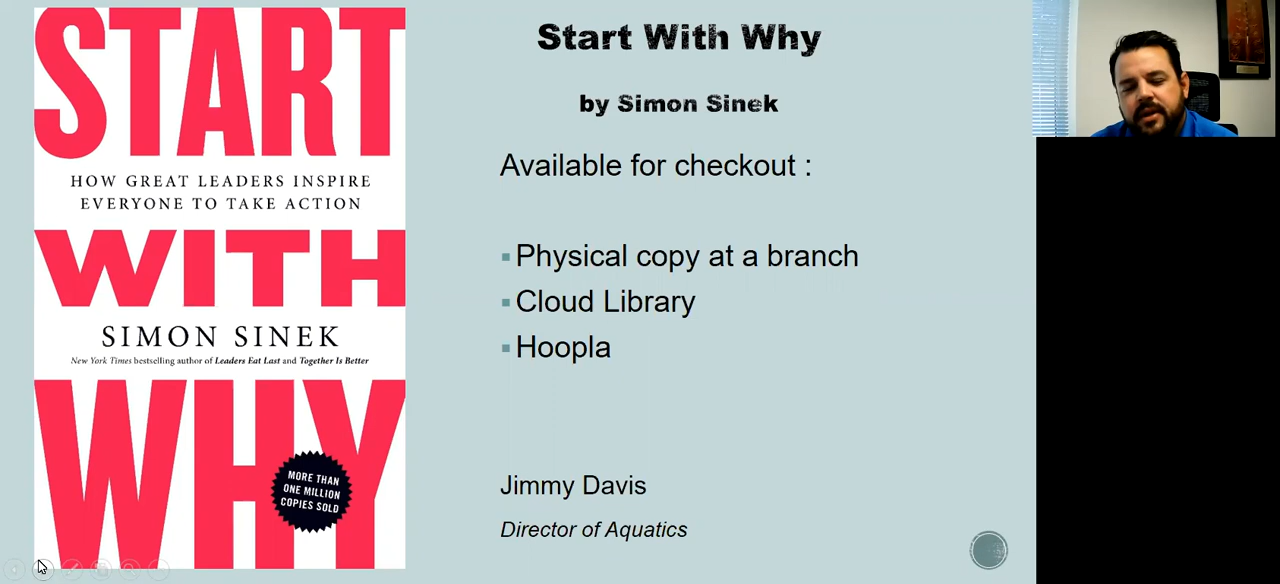 START
HOW GREAT LEADERS INSPIRE
EVERYONE TO TAKE ACTION
WITH
SIMON SINEK
New York Times bestselling author of Leaders Eat Last and Together Is Better
WHY
MORE THAN
ONE MILLION
COPIES SOLD
Start With Why
by Simon Sinek
Available for checkout :
Physical copy at a branch
Cloud Library
Hoopla
Jimmy Davis
Director of Aquatics